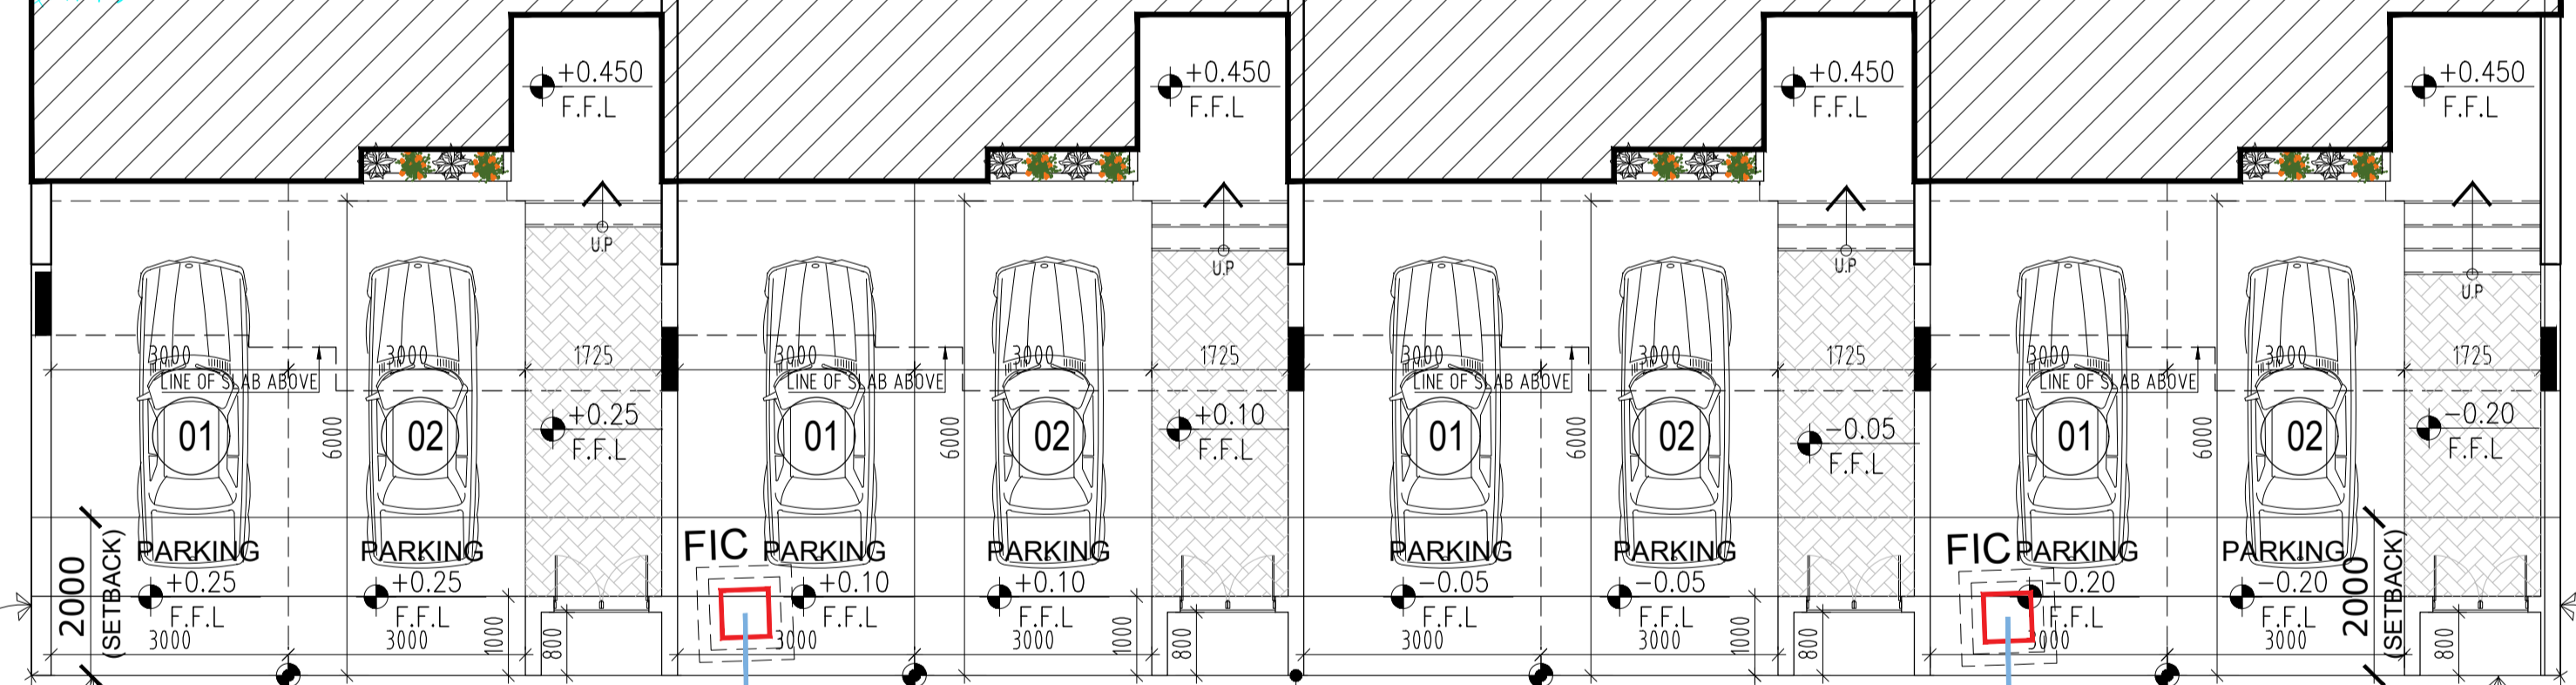 +0.450 +0.450 +0.450 +0.450
F.F.L F.F.L F.F.L F.F.L
U.P U.P U.P U.P
3000 3000 1725 3000 3000 1725 3000 3000 1725 3000 3000 1725
LINE OF SLAB ABOVE LINE OF SLAB ABOVE LINE OF SLAB ABOVE LINE OF SLAB ABOVE
01 6000 02 +0.25 01 6000 02 +0.10 01 6000 02 -0.05 01 6000 02 -0.20
F.F.L F.F.L F.F.L F.F.L
2000 (SETBACK) PARKING PARKING FIC PARKING PARKING PARKING PARKING FIC PARKING PARKING 2000 (SETBACK)
+0.25 +0.25 +0.10 +0.10 -0.05 -0.05 -0.20 -0.20
F.F.L F.F.L F.F.L F.F.L F.F.L F.F.L F.F.L F.F.L
3000 3000 1000 800 3000 3000 1000 800 3000 3000 1000 800 3000 3000 800